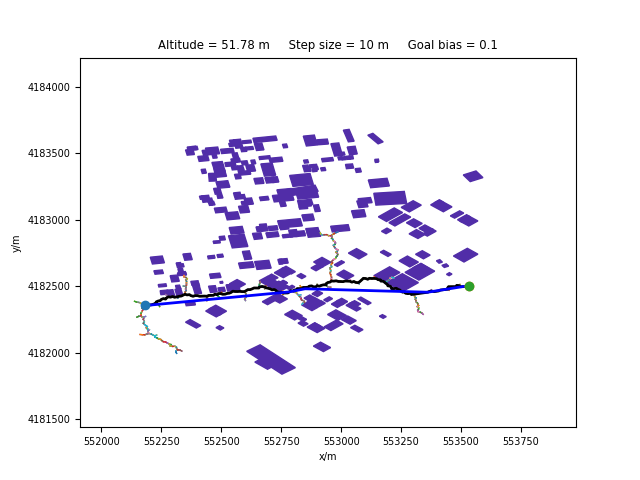 Altitude = 51.78 m Step size = 10 m Goal bias = 0.1
4184000
4183500
4183000
4182500
4182000
4181500
y/m
552000 552250 552500 552750 553000 553250 553500 553750
x/m